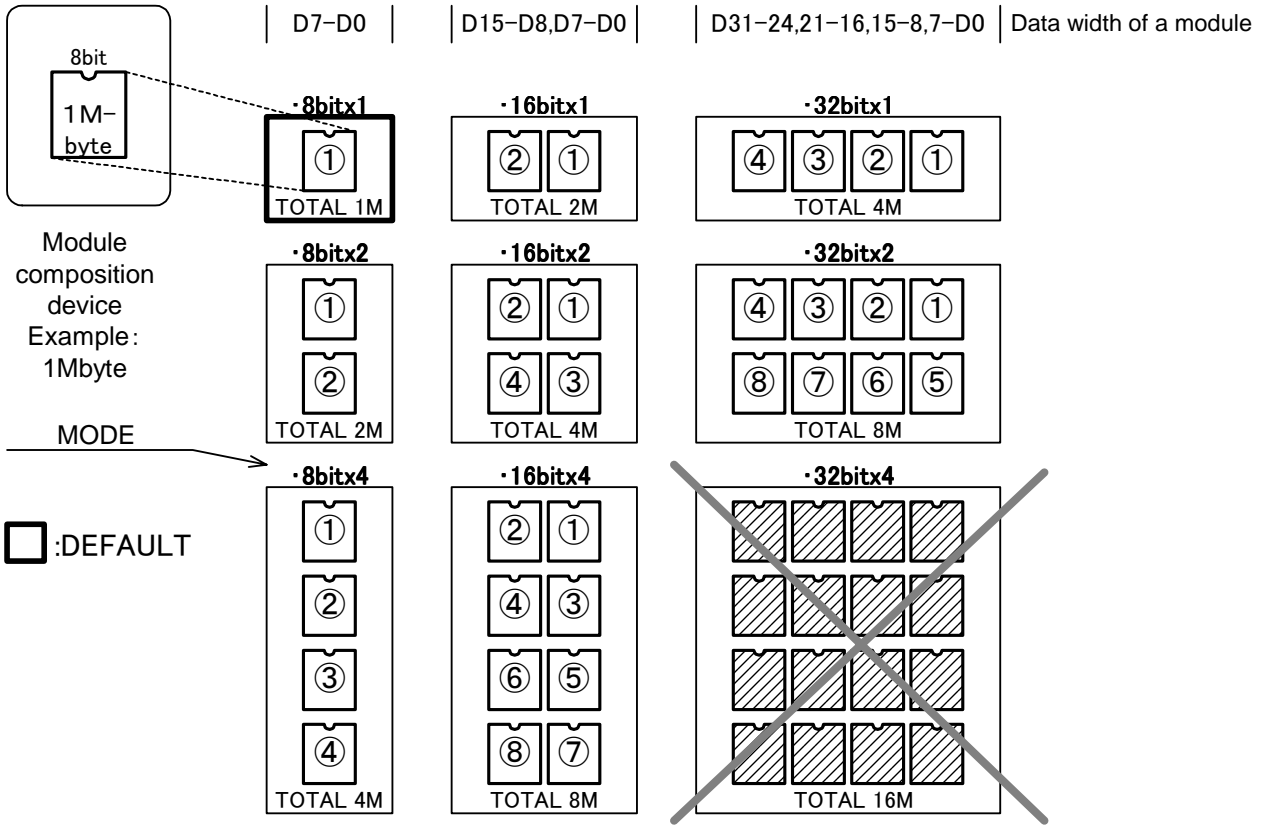 D7-D0
D15-D8,D7-D0
D31-24,21-16,15-8,7-D0
Data width of a module
8bit
1M-
byte
・8bitx1
①
TOTAL 1M
・16bitx1
② ①
TOTAL 2M
・32bitx1
④ ③ ② ①
TOTAL 4M
Module
composition
device
Example:
1Mbyte
・8bitx2
①
②
TOTAL 2M
・16bitx2
② ①
④ ③
TOTAL 4M
・32bitx2
④ ③ ② ①
⑧ ⑦ ⑥ ⑤
TOTAL 8M
MODE
:DEFAULT
・8bitx4
①
②
③
④
TOTAL 4M
・16bitx4
② ①
④ ③
⑥ ⑤
⑧ ⑦
TOTAL 8M
・32bitx4
TOTAL 16M